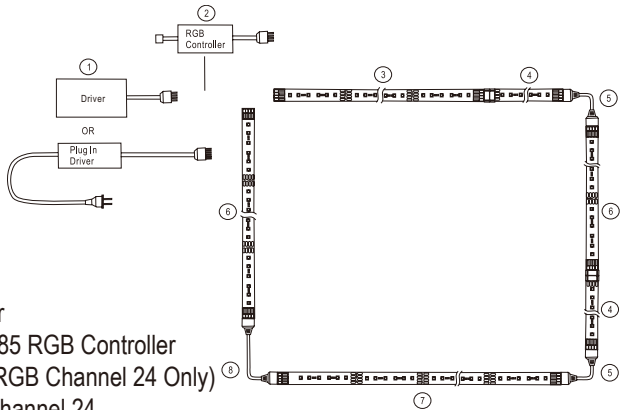 2
RGB
Controller
1
Driver
OR
Plug In
Driver
3
4
5
6
6
4
8
5
7
r
85 RGB Controller
RGB Channel 24 Only)
hannel 24